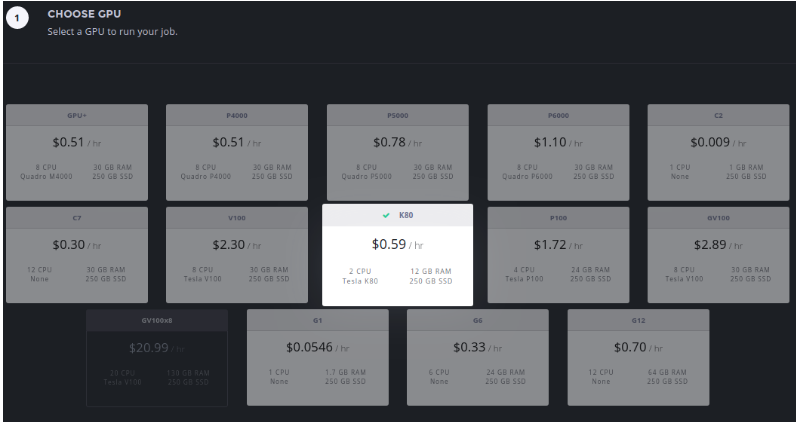 1
CHOOSE GPU
Select a GPU to run your job.
GPU+
$0.51 / hr
8 CPU 30 GB RAM
Quadro M4000 250 GB SSD
P4000
$0.51 / hr
8 CPU 30 GB RAM
Quadro P4000 250 GB SSD
P5000
$0.78 / hr
8 CPU 30 GB RAM
Quadro P5000 250 GB SSD
P6000
$1.10 / hr
8 CPU 30 GB RAM
Quadro P6000 250 GB SSD
C2
$0.009 / hr
1 CPU 1 GB RAM
None 250 GB SSD
C7
$0.30 / hr
12 CPU 30 GB RAM
None 250 GB SSD
V100
$2.30 / hr
8 CPU 30 GB RAM
Tesla V100 250 GB SSD
K80
$0.59 / hr
2 CPU 12 GB RAM
Tesla K80 250 GB SSD
P100
$1.72 / hr
4 CPU 24 GB RAM
Tesla P100 250 GB SSD
GV100
$2.89 / hr
8 CPU 30 GB RAM
Tesla V100 250 GB SSD
GV100x8
$20.99 / hr
CPU GB RAM
Tesla V100 250 GB SSD
G1
$0.0546 / hr
1 CPU 1.7 GB RAM
None 250 GB SSD
G6
$0.33 / hr
6 CPU 24 GB RAM
None 250 GB SSD
G12
$0.70 / hr
12 CPU 64 GB RAM
None 250 GB SSD